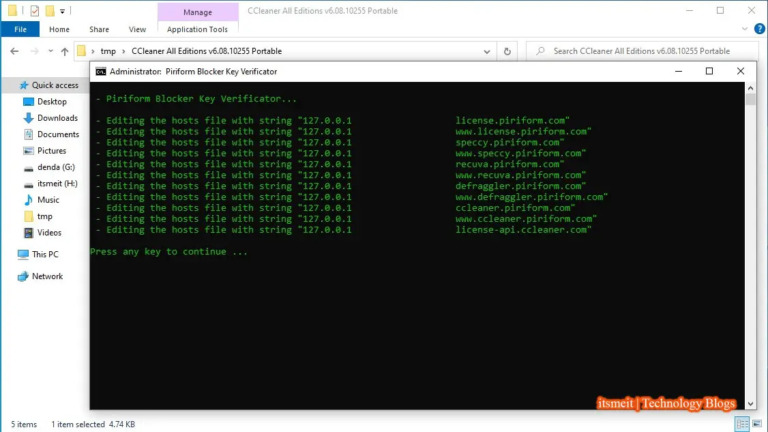 Manage
CCleaner All Editions v6.08.10255 Portable
File
Home
Share
View
Application Tools
tmp
CCleaner All Editions v6.08.10255 Portable
Search CCleaner All Editions v6.08.10255 Portable
Quick access
Desktop
Downloads
Documents
Pictures
denda (G:)
itsmeit (H:)
Music
tmp
Videos
This PC
Network
Administrator: Piriform Blocker Key Verificator
- Piriform Blocker Key Verificator...
- Editing the hosts file with string "127.0.0.1 license.piriform.com"
- Editing the hosts file with string "127.0.0.1 www.license.piriform.com"
- Editing the hosts file with string "127.0.0.1 speccy.piriform.com"
- Editing the hosts file with string "127.0.0.1 www.speccy.piriform.com"
- Editing the hosts file with string "127.0.0.1 recuva.piriform.com"
- Editing the hosts file with string "127.0.0.1 www.recuva.piriform.com"
- Editing the hosts file with string "127.0.0.1 defraggler.piriform.com"
- Editing the hosts file with string "127.0.0.1 www.defraggler.piriform.com"
- Editing the hosts file with string "127.0.0.1 ccleaner.piriform.com"
- Editing the hosts file with string "127.0.0.1 www.ccleaner.piriform.com"
- Editing the hosts file with string "127.0.0.1 license-api.ccleaner.com"
Press any key to continue ...
itsmeit | Technology Blogs
5 items
1 item selected 4.74 KB